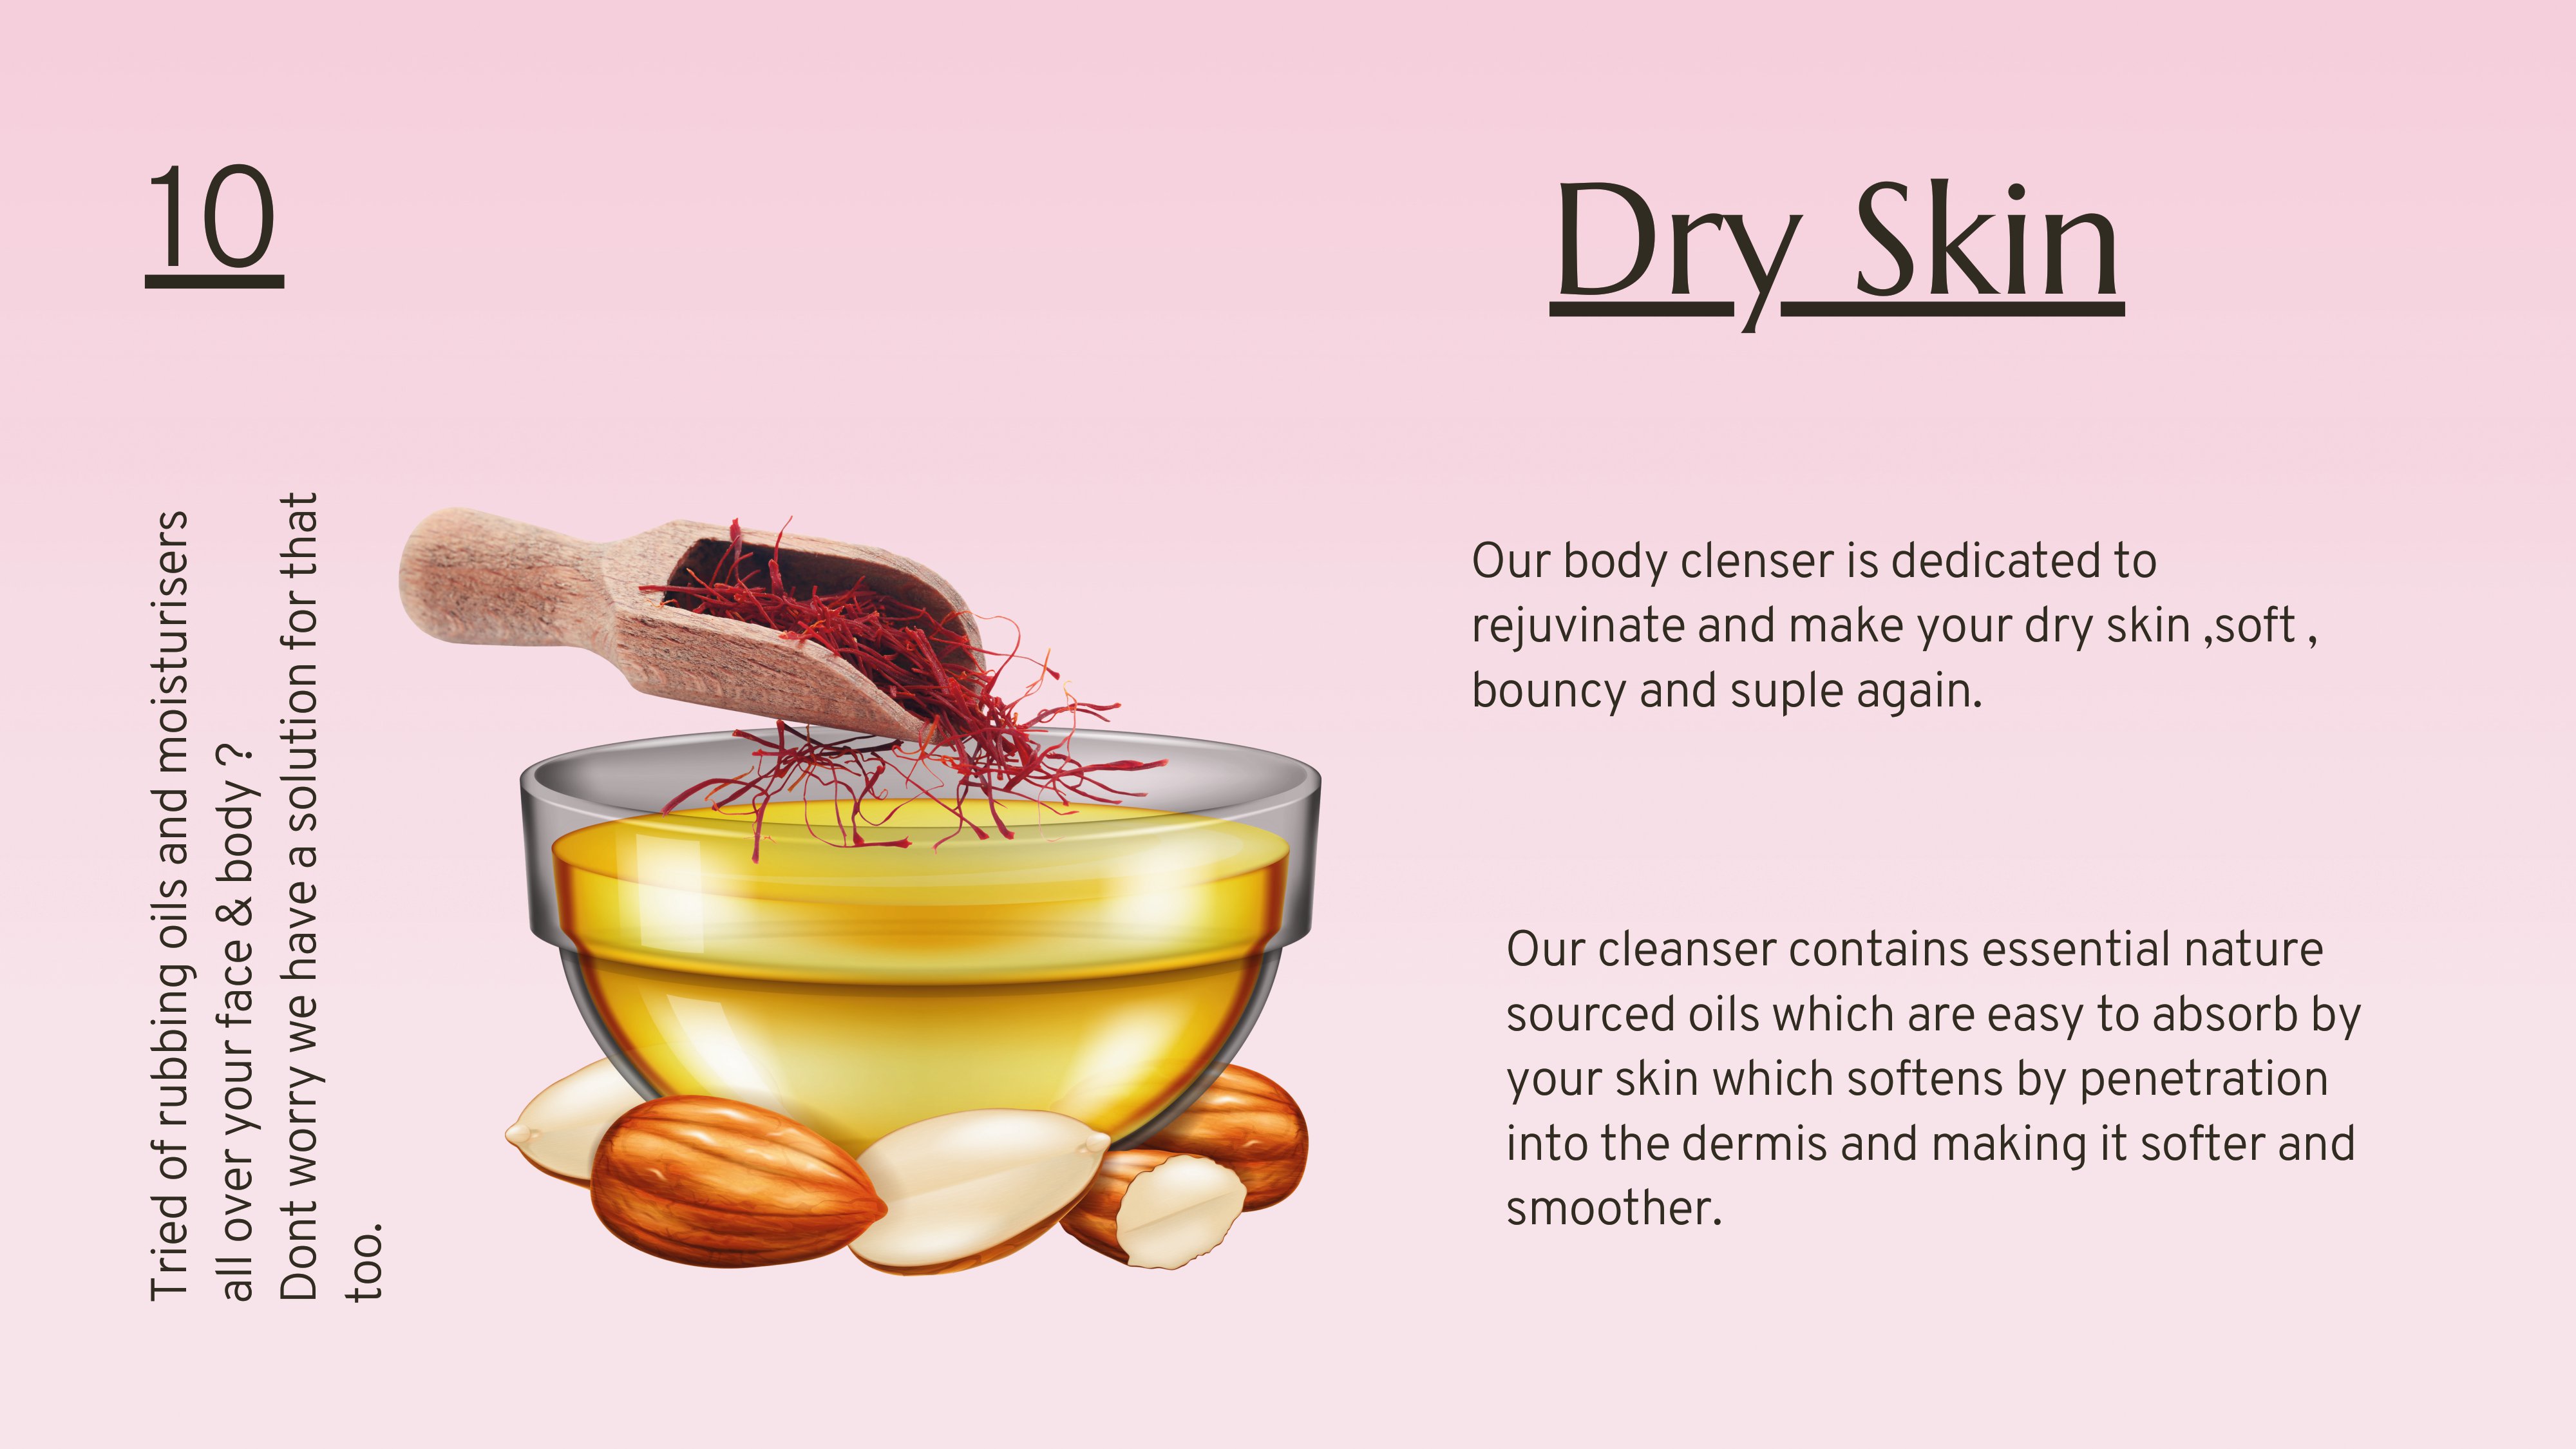 10
Dry Skin
Tried of rubbing oils and moisturisers
all over your face & body ?
Dont worry we have a solution for that
too.
Our body clenser is dedicated to
rejuvinate and make your dry skin ,soft ,
bouncy and suple again.
Our cleanser contains essential nature
sourced oils which are easy to absorb by
your skin which softens by penetration
into the dermis and making it softer and
smoother.